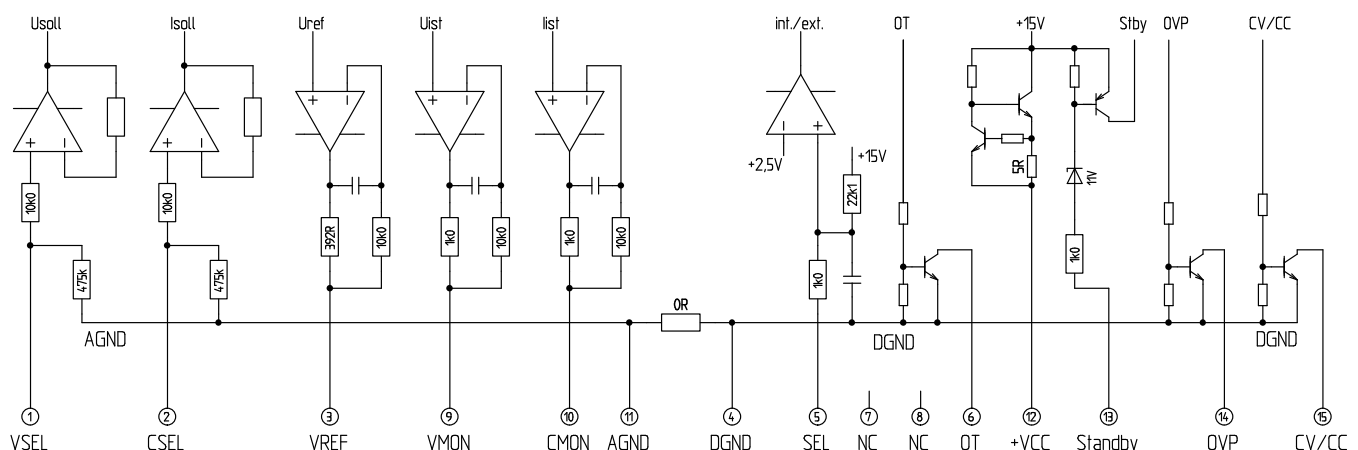 Usoll Isoll Uref Uist Iist int./ext. OT +15V Stby OVP CV/CC
+ − + − + − + − + − − +
+2,5V +15V 5R 11V
10k0 10k0 22k1
392R 10k0 1k0 10k0 1k0 10k0 1k0
475k 475k 1k0
0R
AGND DGND DGND
1 2 3 9 10 11 4 5 7 8 6 12 13 14 15
VSEL CSEL VREF VMON CMON AGND DGND SEL NC NC OT +VCC Standby OVP CV/CC